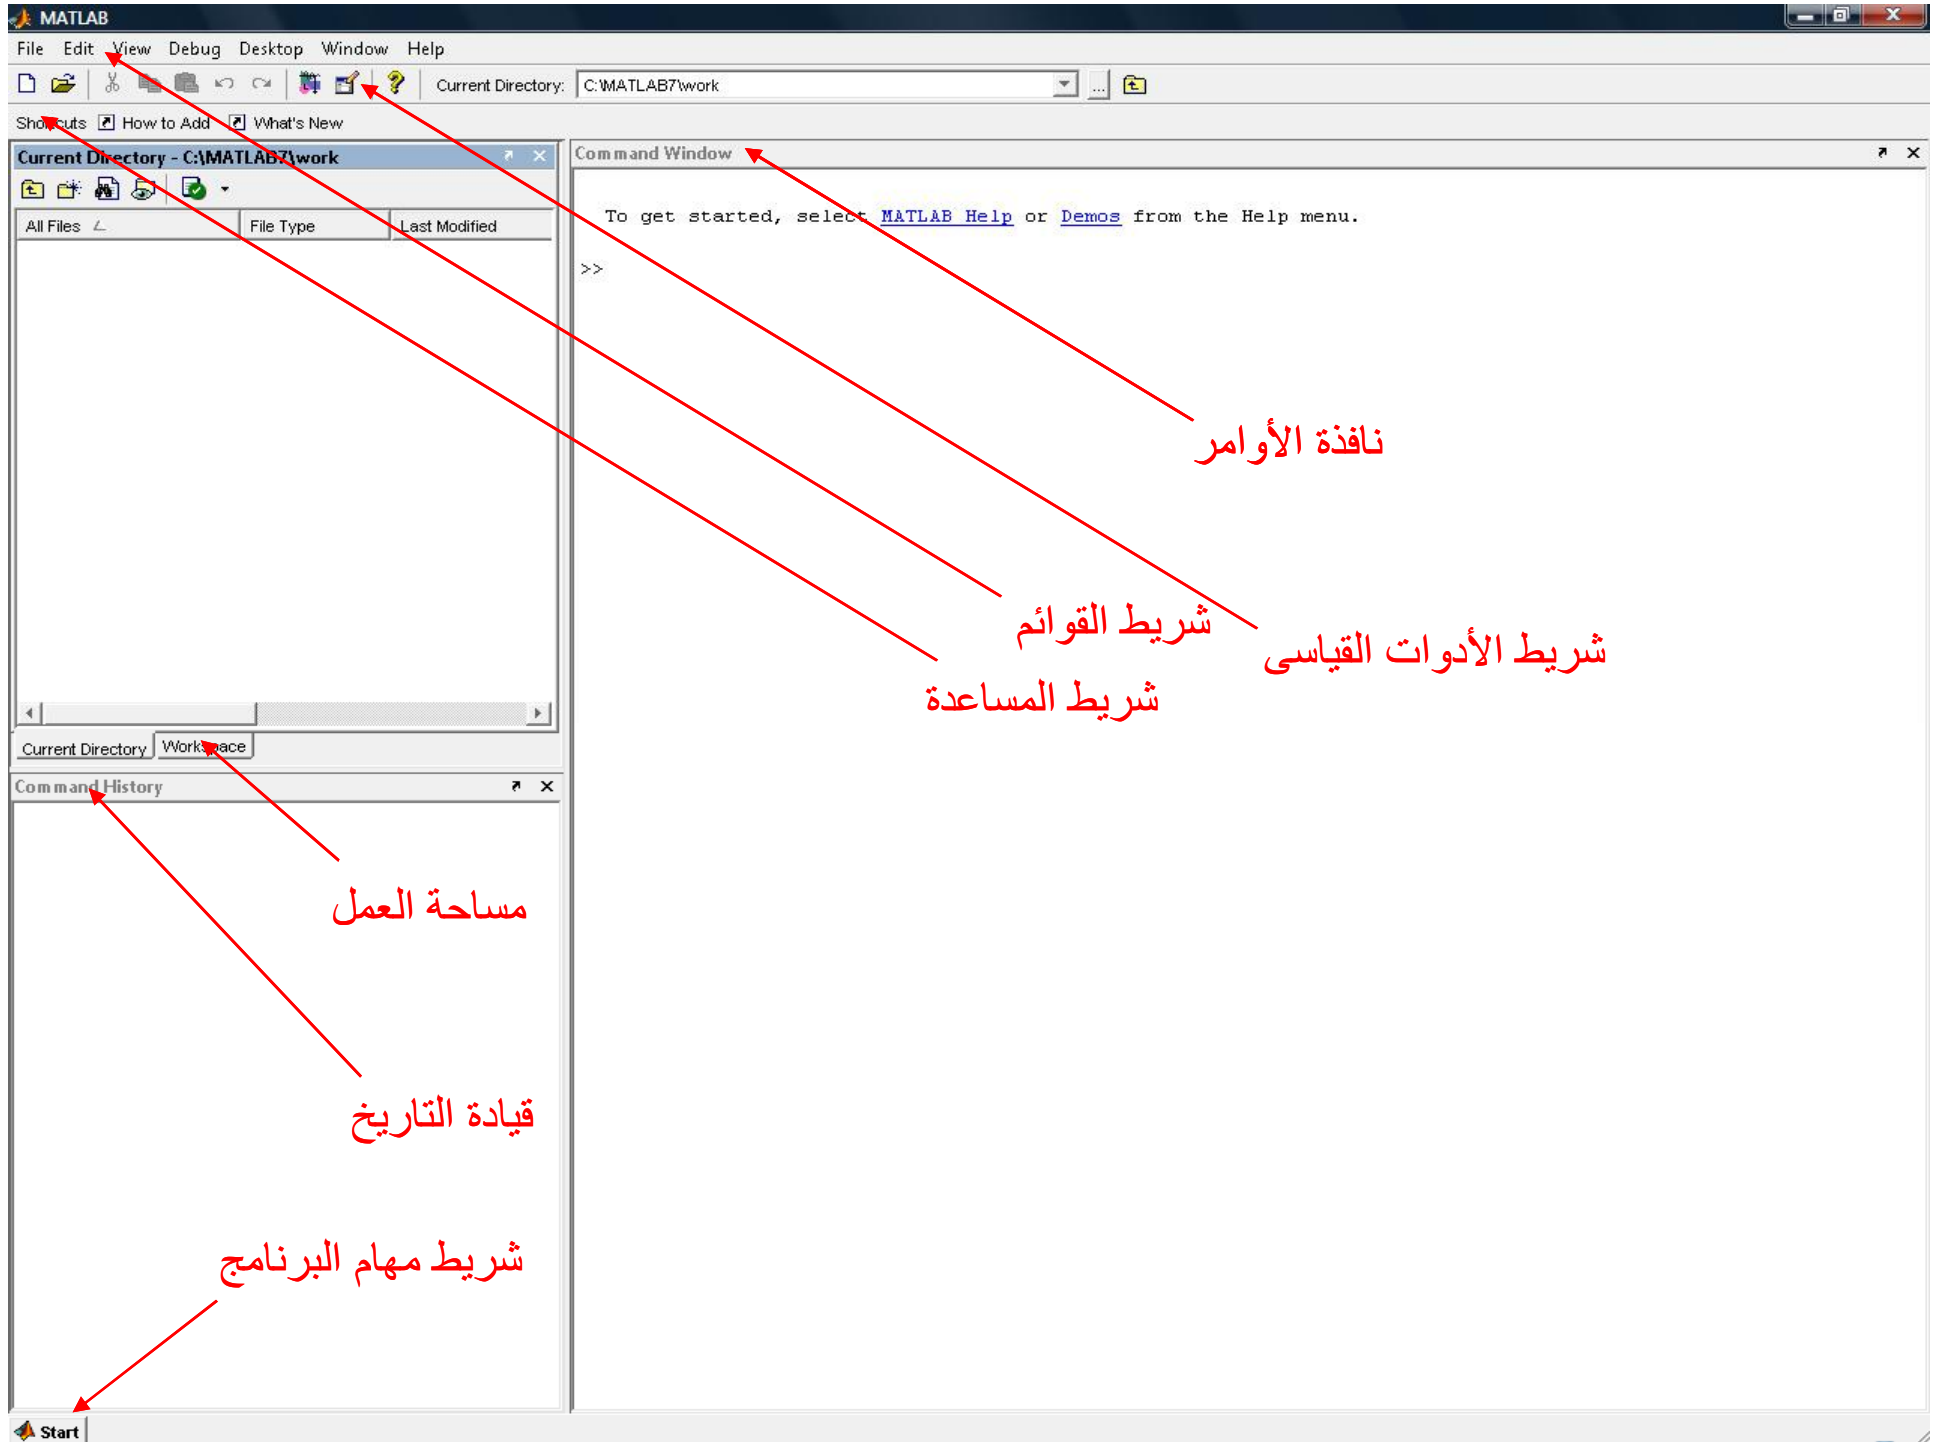 MATLAB
File Edit View Debug Desktop Window Help
Current Directory: C:\MATLAB7\work ...
Shortcuts How to Add What's New
Current Directory - C:\MATLAB7\work
All Files File Type Last Modified
Current Directory Workspace
Command History
Command Window
To get started, select MATLAB Help or Demos from the Help menu.
>>
نافذة الأوامر
شريط القوائم
شريط الأدوات القياسى
شريط المساعدة
مساحة العمل
قيادة التاريخ
شريط مهام البرنامج
Start